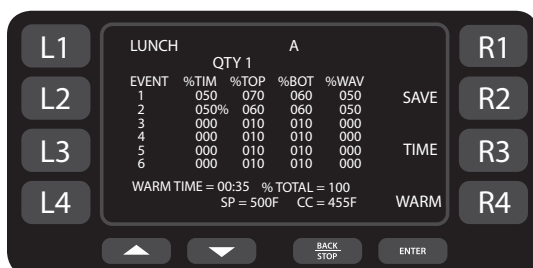 LUNCH A
QTY 1
EVENT %TIM %TOP %BOT %WAV
1 050 070 060 050
2 050% 060 060 050
3 000 010 010 000
4 000 010 010 000
5 000 010 010 000
6 000 010 010 000
WARM TIME = 00:35 % TOTAL = 100
SP = 500F CC = 455F
SAVE
TIME
WARM
L1
L2
L3
L4
R1
R2
R3
R4
BACK
STOP
ENTER